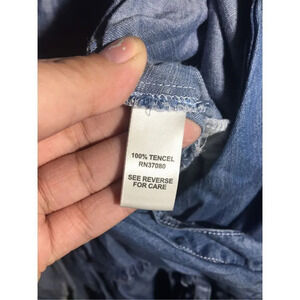 100% TENCEL
RN37080
SEE REVERSE
FOR CARE